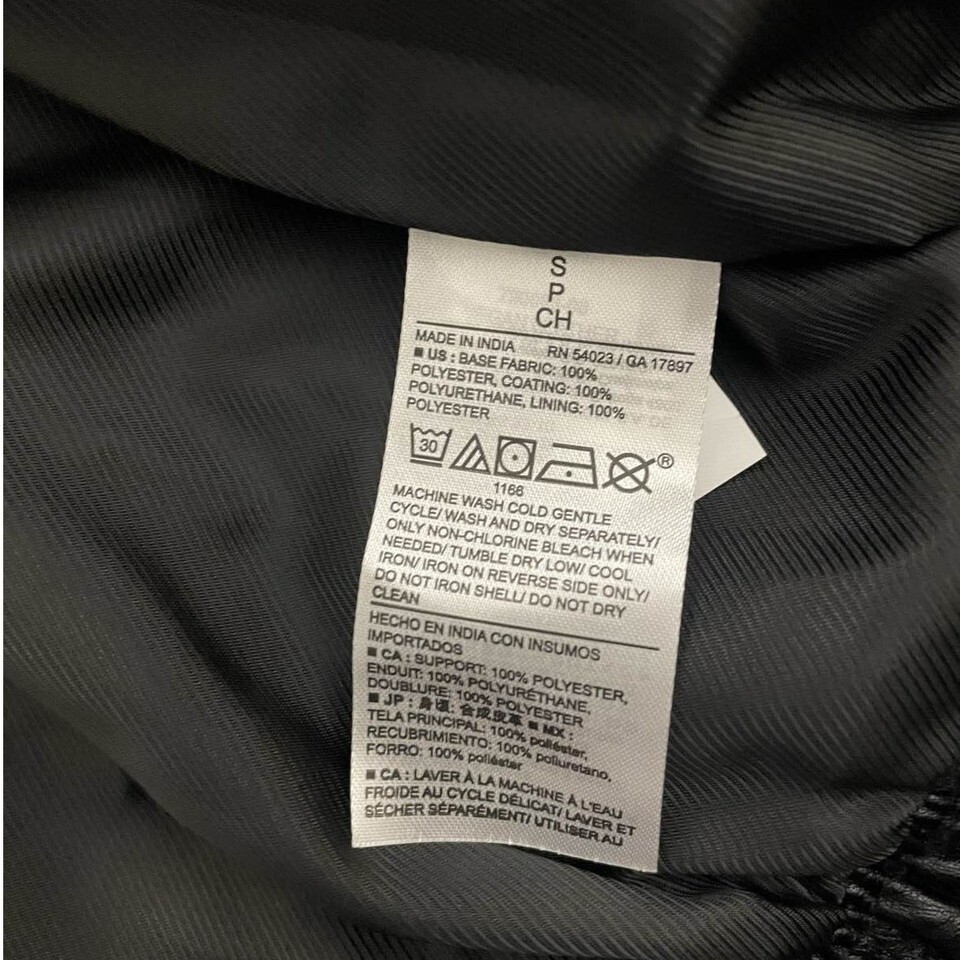 S
P
CH
MADE IN INDIA RN 54023 / CA 17897
■ US : BASE FABRIC: 100%
POLYESTER, COATING: 100%
POLYURETHANE, LINING: 100%
POLYESTER
30
®
1166
MACHINE WASH COLD GENTLE
CYCLE/ WASH AND DRY SEPARATELY/
ONLY NON-CHLORINE BLEACH WHEN
NEEDED/ TUMBLE DRY LOW/ COOL
IRON/ IRON ON REVERSE SIDE ONLY/
DO NOT IRON SHELL/ DO NOT DRY
CLEAN
HECHO EN INDIA CON INSUMOS
IMPORTADOS
■ CA : SUPPORT: 100% POLYESTER,
ENDUIT: 100% POLYURÉTHANE,
DOUBLURE: 100% POLYESTER
■ JP : 身頃: 合成皮革 ■ MX :
TELA PRINCIPAL: 100% poliéster,
RECUBRIMIENTO: 100% poliuretano,
FORRO: 100% poliéster
■ CA : LAVER À LA MACHINE À L'EAU
FROIDE AU CYCLE DÉLICAT/ LAVER ET
SÉCHER SÉPARÉMENT/ UTILISER AU